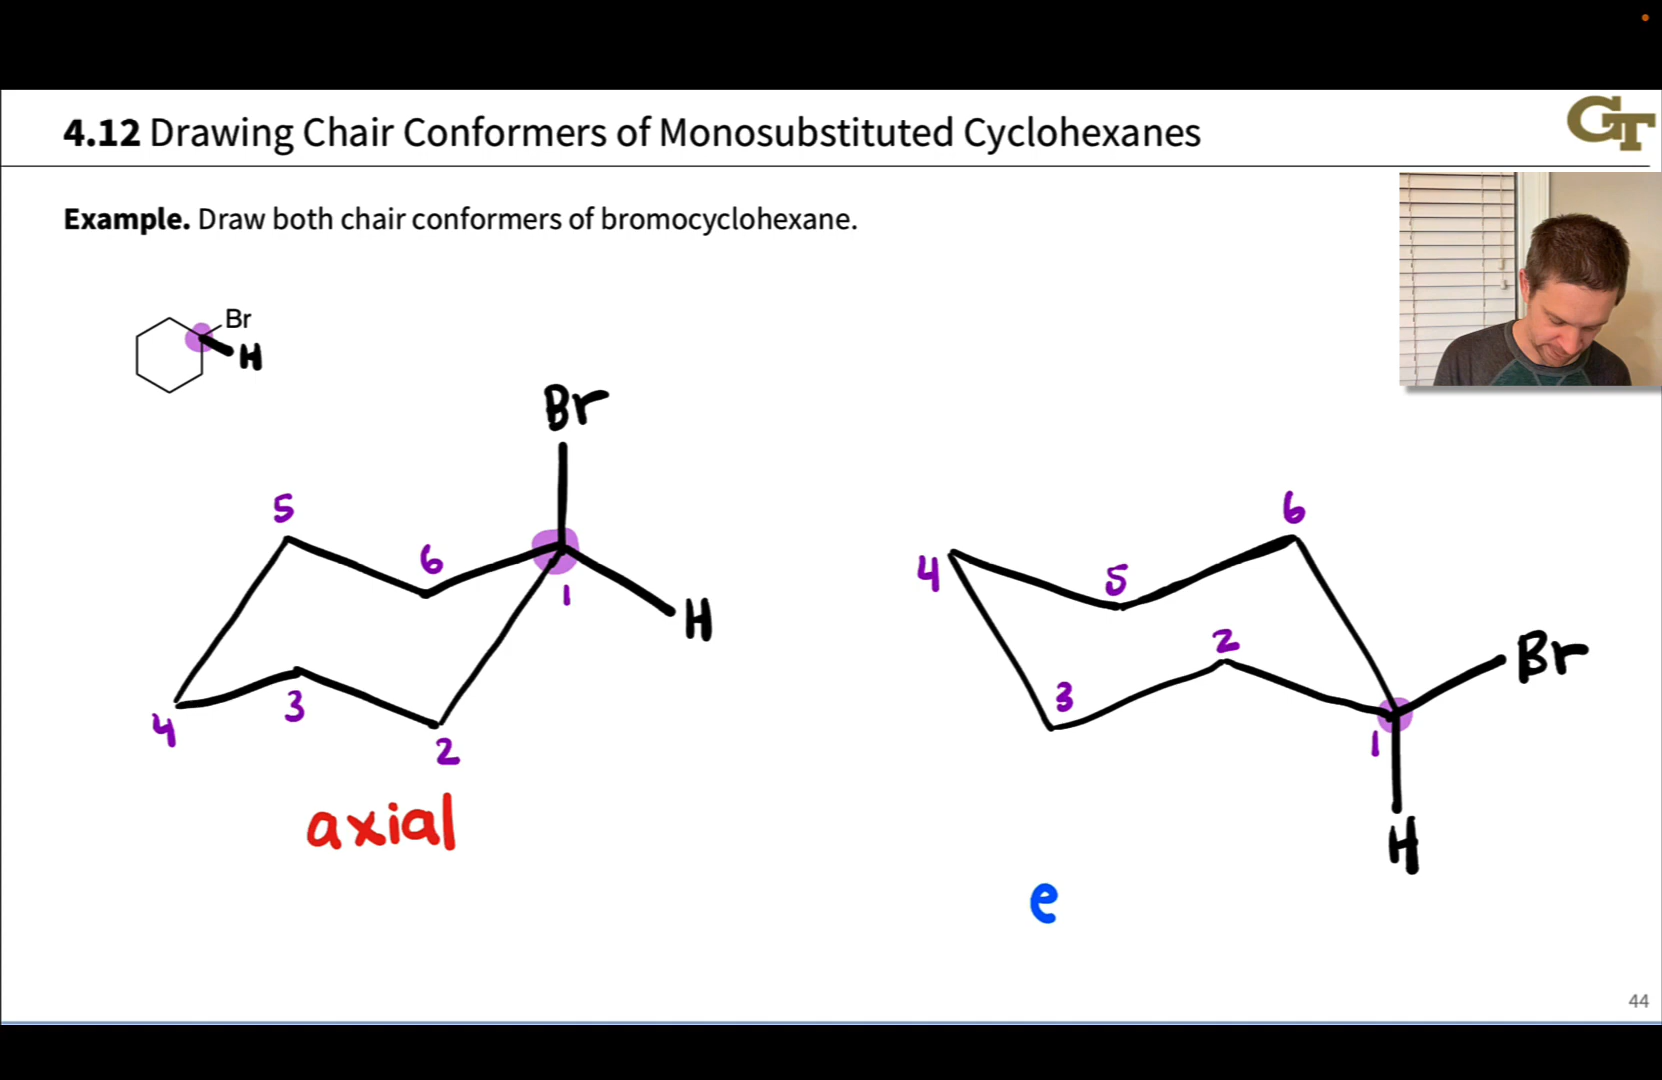 4.12 Drawing Chair Conformers of Monosubstituted Cyclohexanes
GT
Example. Draw both chair conformers of bromocyclohexane.
Br
H
Br
5
6
1
H
4
3
2
axial
6
4
5
2
Br
3
1
H
e
44